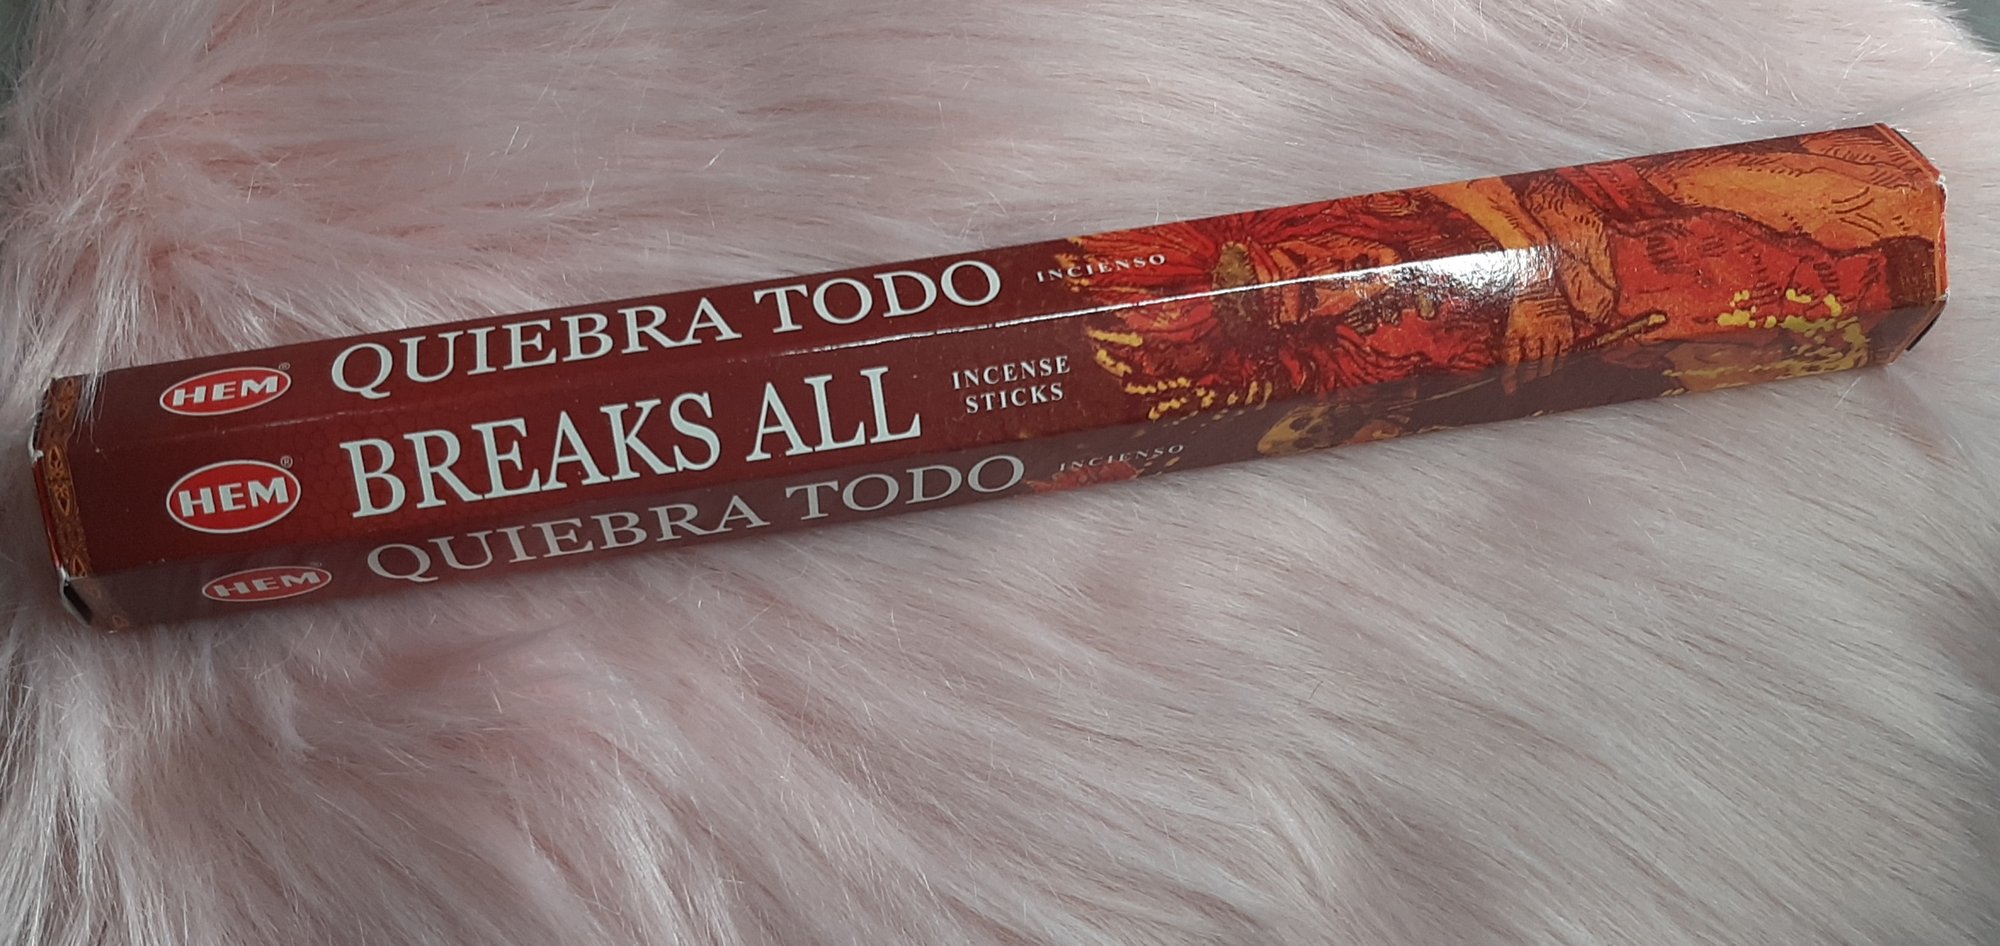 HEM® QUIEBRA TODO INCIENSO
HEM® BREAKS ALL INCENSE
STICKS
HEM® QUIEBRA TODO INCIENSO